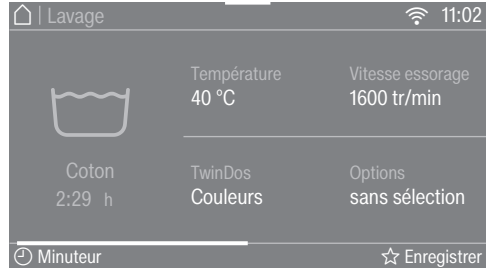 | Lavage 11:02
Température
40 °C
Vitesse essorage
1600 tr/min
Coton
2:29 h
TwinDos
Couleurs
Options
sans sélection
Minuteur
Enregistrer